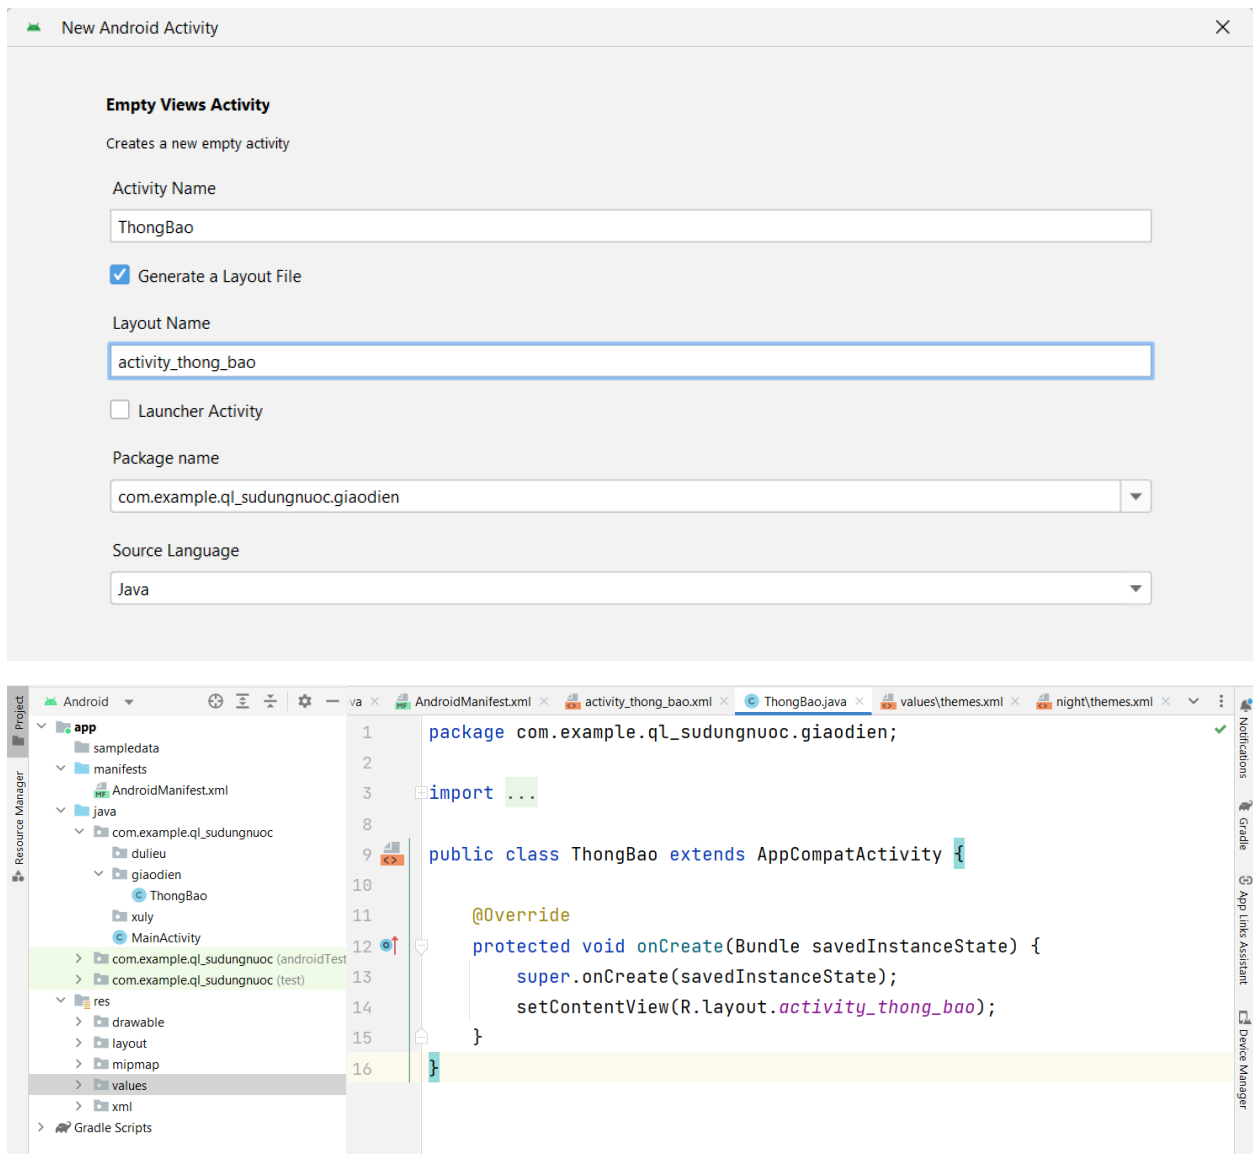 New Android Activity
Empty Views Activity
Creates a new empty activity
Activity Name
ThongBao
Generate a Layout File
Layout Name
activity_thong_bao
Launcher Activity
Package name
com.example.ql_sudungnuoc.giaodien
Source Language
Java
Project
Resource Manager
Android
app
sampledata
manifests
AndroidManifest.xml
java
com.example.ql_sudungnuoc
dulieu
giaodien
ThongBao
xuly
MainActivity
com.example.ql_sudungnuoc (androidTest
com.example.ql_sudungnuoc (test)
res
drawable
layout
mipmap
values
xml
Gradle Scripts
va AndroidManifest.xml activity_thong_bao.xml ThongBao.java values\themes.xml night\themes.xml
1 package com.example.ql_sudungnuoc.giaodien;
2
3 import ...
8
9 public class ThongBao extends AppCompatActivity {
10
11 @Override
12 protected void onCreate(Bundle savedInstanceState) {
13 super.onCreate(savedInstanceState);
14 setContentView(R.layout.activity_thong_bao);
15 }
16 }
Notifications
Gradle
App Links Assistant
Device Manager